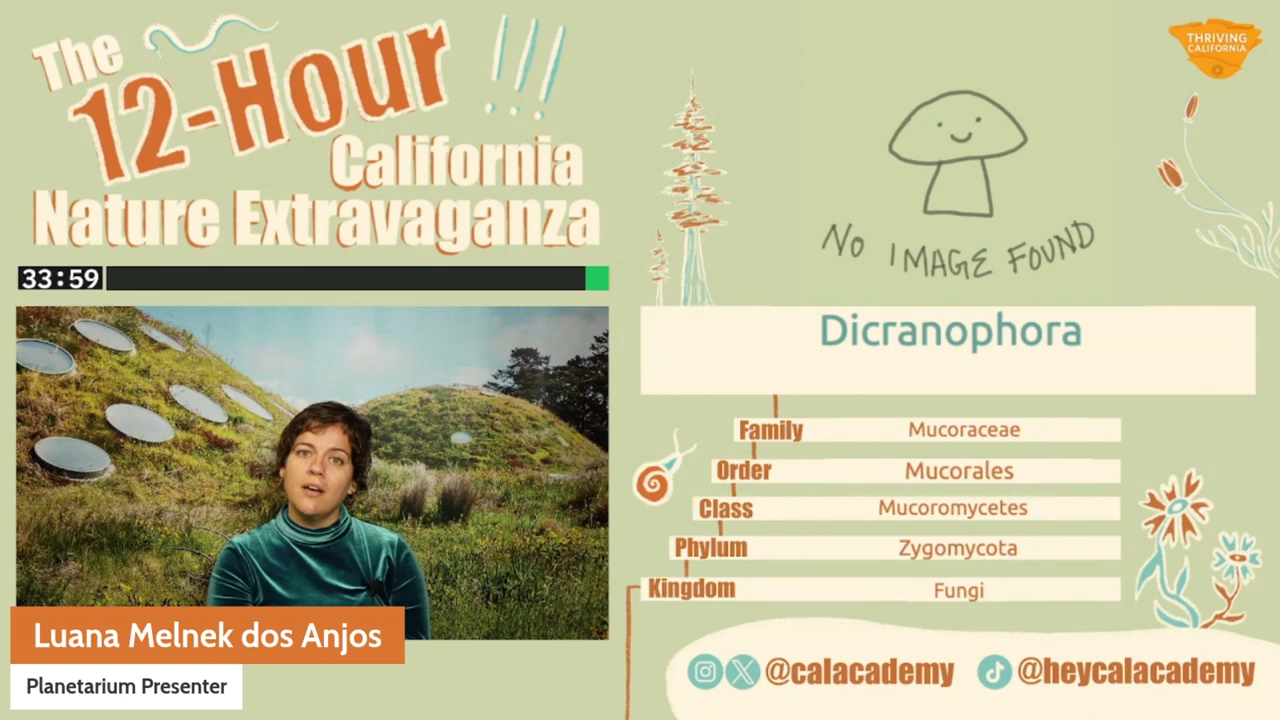 The
12-Hour !!!
California
Nature Extravaganza
33:59
Luana Melnek dos Anjos
Planetarium Presenter
THRIVING
CALIFORNIA
NO IMAGE FOUND
Dicranophora
Family Mucoraceae
Order Mucorales
Class Mucoromycetes
Phylum Zygomycota
Kingdom Fungi
@calacademy @heycalacademy